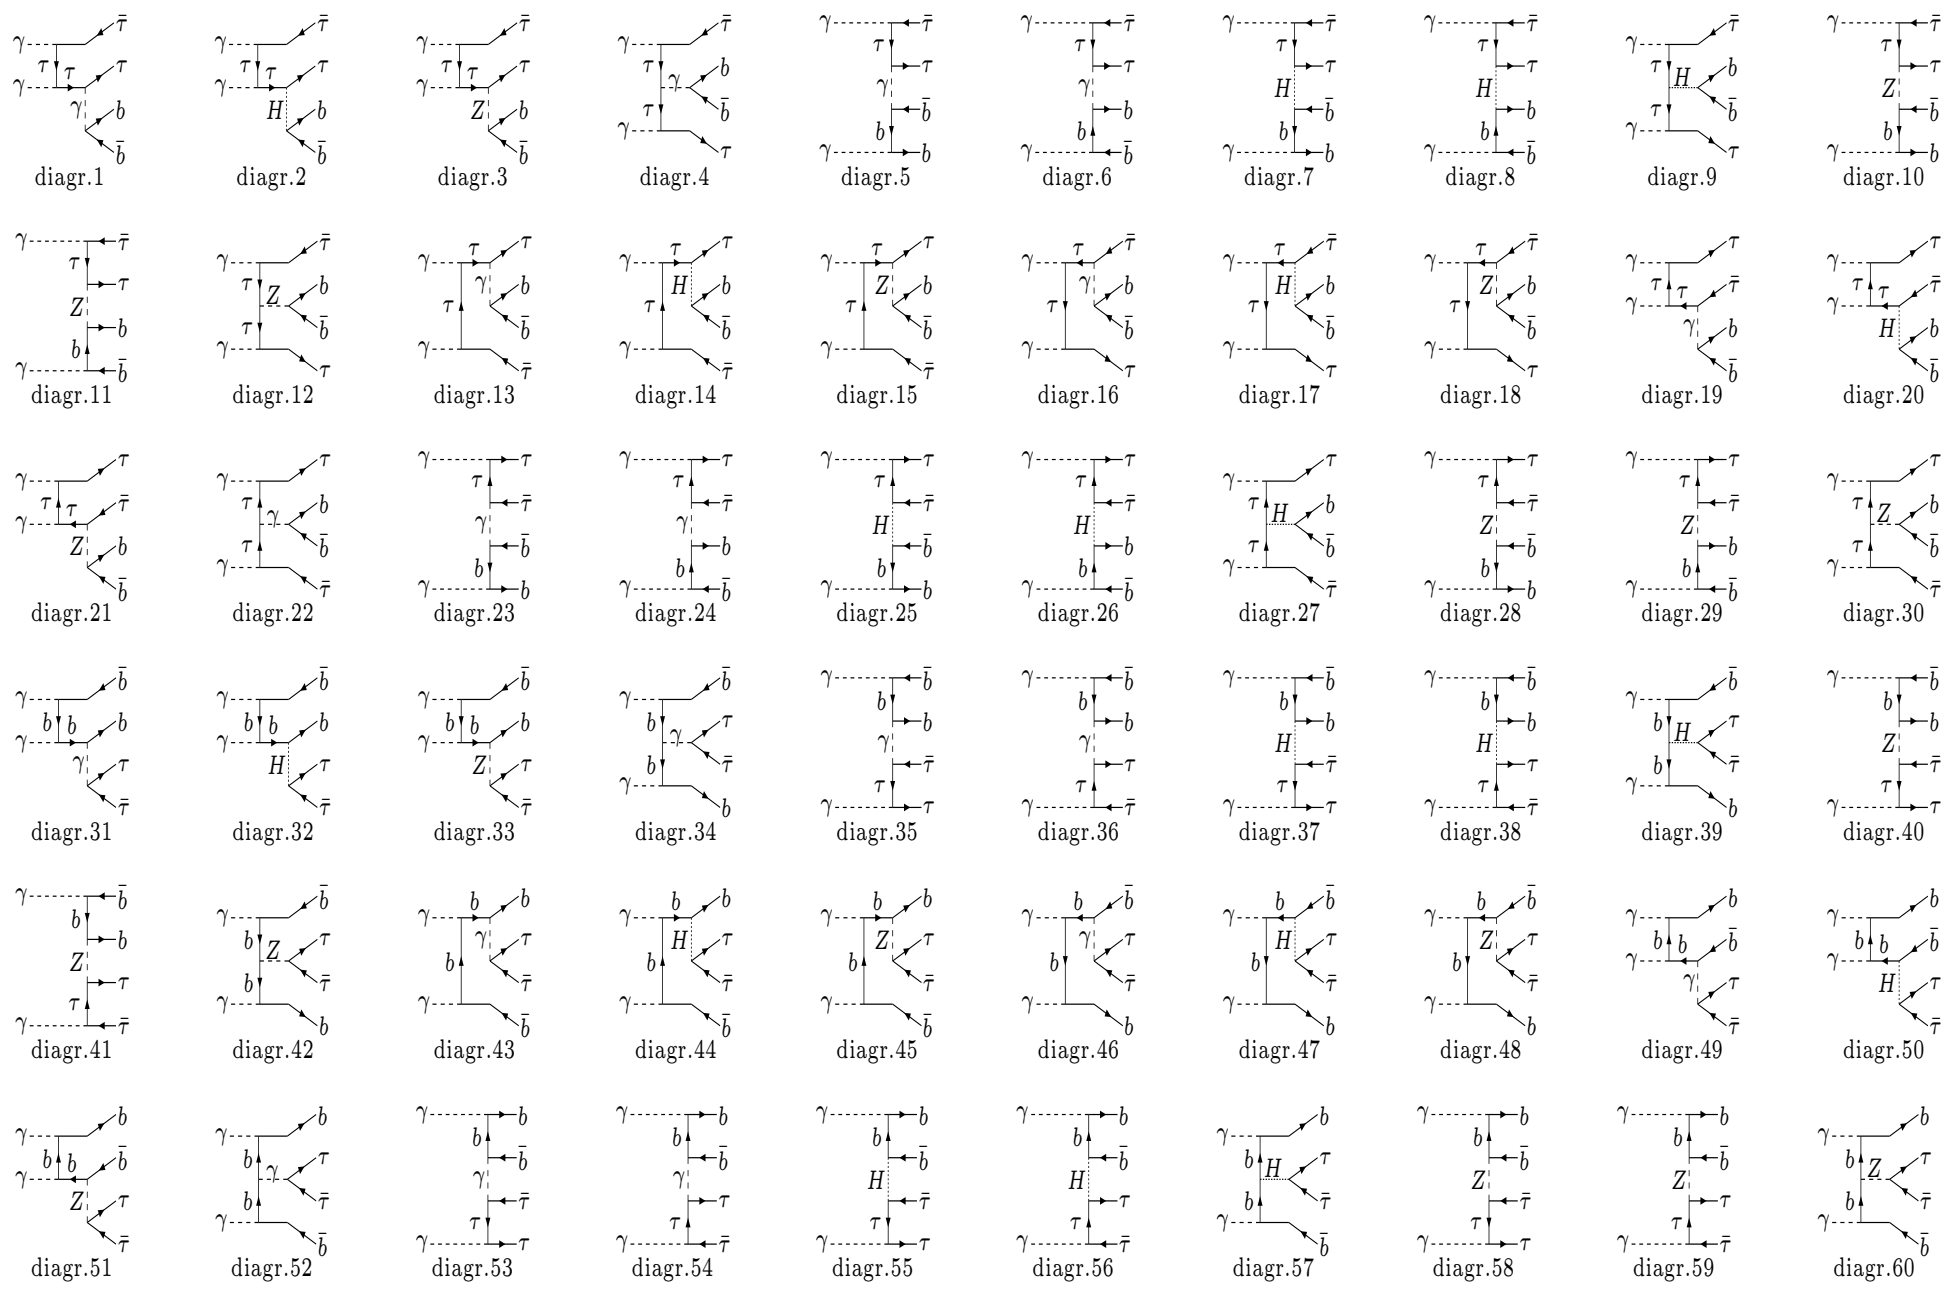 γ γ τ τ γ τ̄ τ b b̄
diagr.1
γ γ τ τ H τ̄ τ b b̄
diagr.2
γ γ τ τ Z τ̄ τ b b̄
diagr.3
γ γ τ γ τ τ̄ b b̄ τ
diagr.4
γ γ τ γ b τ̄ τ b̄ b
diagr.5
γ γ τ γ b τ̄ τ b b̄
diagr.6
γ γ τ H b τ̄ τ b̄ b
diagr.7
γ γ τ H b τ̄ τ b b̄
diagr.8
γ γ τ H τ τ̄ b b̄ τ
diagr.9
γ γ τ Z b τ̄ τ b̄ b
diagr.10
γ γ τ Z b τ̄ τ b b̄
diagr.11
γ γ τ Z τ τ̄ b b̄ τ
diagr.12
γ γ τ γ τ τ b b̄ τ̄
diagr.13
γ γ τ H τ τ b b̄ τ̄
diagr.14
γ γ τ Z τ τ b b̄ τ̄
diagr.15
γ γ τ γ τ τ̄ b b̄ τ
diagr.16
γ γ τ H τ τ̄ b b̄ τ
diagr.17
γ γ τ Z τ τ̄ b b̄ τ
diagr.18
γ γ τ τ γ τ τ̄ b b̄
diagr.19
γ γ τ τ H τ τ̄ b b̄
diagr.20
γ γ τ τ Z τ τ̄ b b̄
diagr.21
γ γ τ γ τ τ b b̄ τ̄
diagr.22
γ γ τ γ b τ τ̄ b̄ b
diagr.23
γ γ τ γ b τ τ̄ b b̄
diagr.24
γ γ τ H b τ τ̄ b̄ b
diagr.25
γ γ τ H b τ τ̄ b b̄
diagr.26
γ γ τ H τ τ b b̄ τ̄
diagr.27
γ γ τ Z b τ τ̄ b̄ b
diagr.28
γ γ τ Z b τ τ̄ b b̄
diagr.29
γ γ τ Z τ τ b b̄ τ̄
diagr.30
γ γ b b γ b̄ b τ τ̄
diagr.31
γ γ b b H b̄ b τ τ̄
diagr.32
γ γ b b Z b̄ b τ τ̄
diagr.33
γ γ b γ b b̄ τ τ̄ b
diagr.34
γ γ b γ τ b̄ b τ̄ τ
diagr.35
γ γ b γ τ b̄ b τ τ̄
diagr.36
γ γ b H τ b̄ b τ̄ τ
diagr.37
γ γ b H τ b̄ b τ τ̄
diagr.38
γ γ b H b b̄ τ τ̄ b
diagr.39
γ γ b Z τ b̄ b τ̄ τ
diagr.40
γ γ b Z τ b̄ b τ τ̄
diagr.41
γ γ b Z b b̄ τ τ̄ b
diagr.42
γ γ b γ b b τ τ̄ b̄
diagr.43
γ γ b H b b τ τ̄ b̄
diagr.44
γ γ b Z b b τ τ̄ b̄
diagr.45
γ γ b γ b b̄ τ τ̄ b
diagr.46
γ γ b H b b̄ τ τ̄ b
diagr.47
γ γ b Z b b̄ τ τ̄ b
diagr.48
γ γ b b γ b b̄ τ τ̄
diagr.49
γ γ b b H b b̄ τ τ̄
diagr.50
γ γ b b Z b b̄ τ τ̄
diagr.51
γ γ b γ b b τ τ̄ b̄
diagr.52
γ γ b γ τ b b̄ τ̄ τ
diagr.53
γ γ b γ τ b b̄ τ τ̄
diagr.54
γ γ b H τ b b̄ τ̄ τ
diagr.55
γ γ b H τ b b̄ τ τ̄
diagr.56
γ γ b H b b τ τ̄ b̄
diagr.57
γ γ b Z τ b b̄ τ̄ τ
diagr.58
γ γ b Z τ b b̄ τ τ̄
diagr.59
γ γ b Z b b τ τ̄ b̄
diagr.60